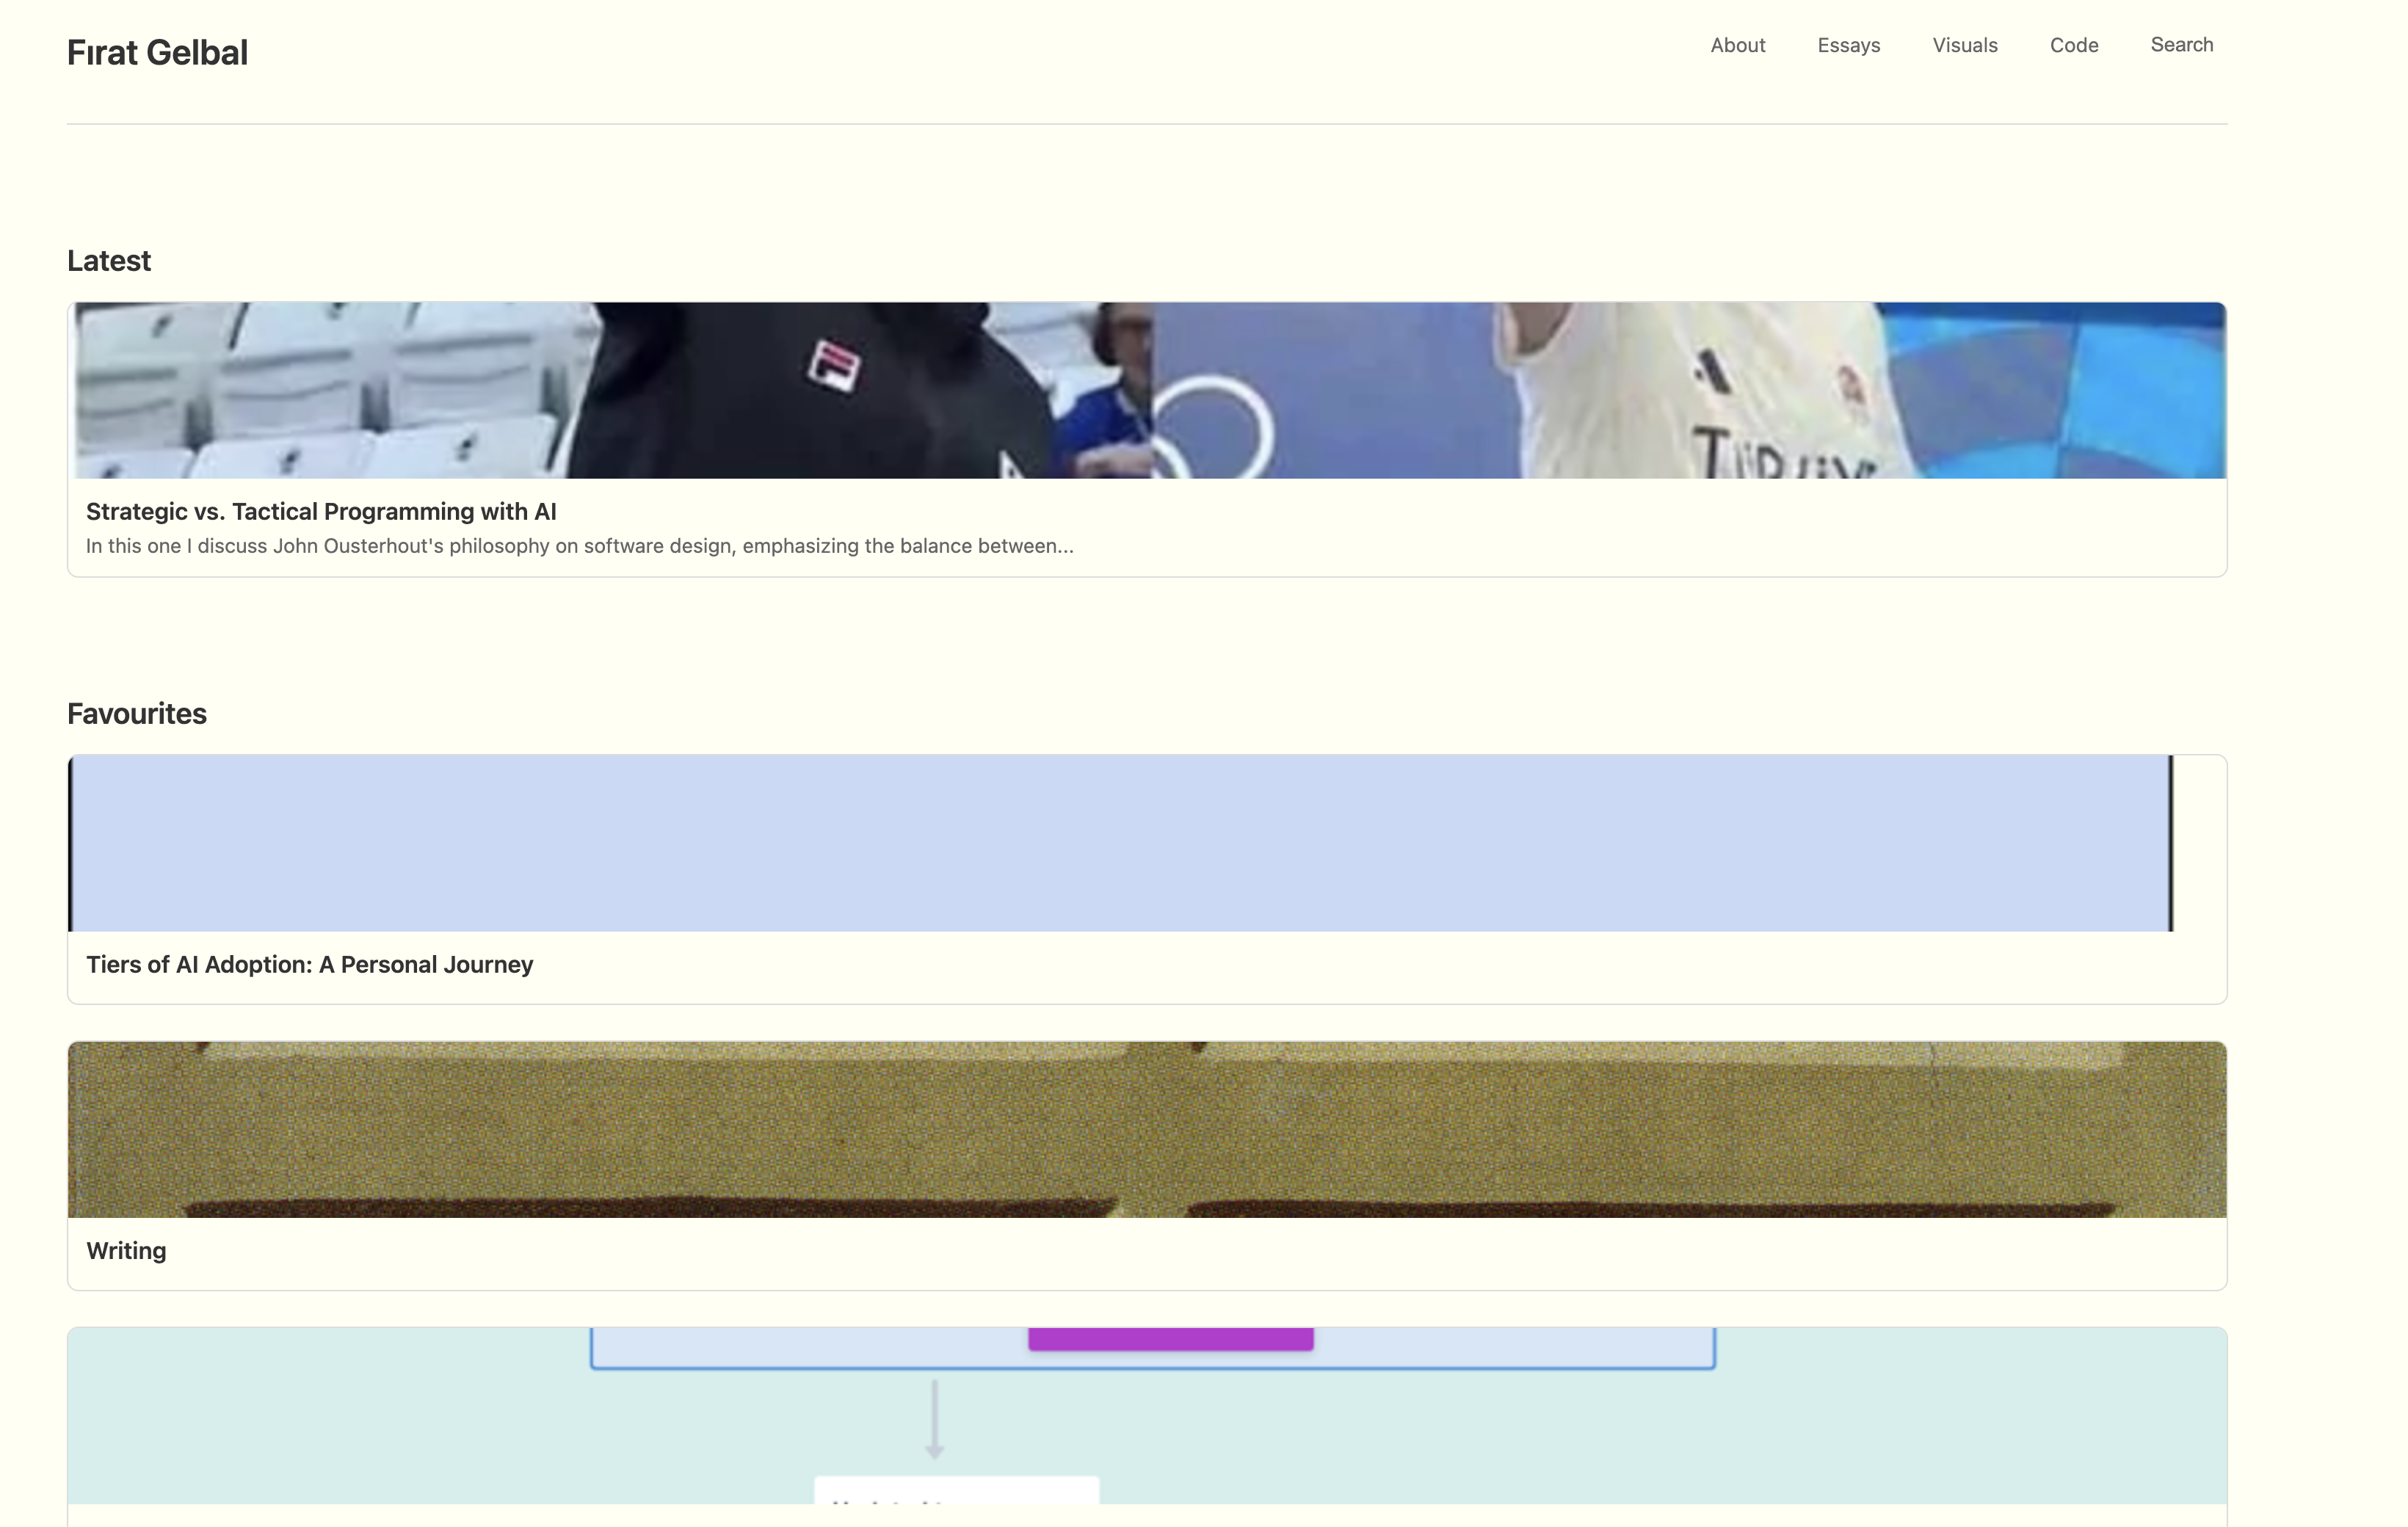 Fırat Gelbal
About
Essays
Visuals
Code
Search
Latest
Strategic vs. Tactical Programming with AI
In this one I discuss John Ousterhout's philosophy on software design, emphasizing the balance between...
Favourites
Tiers of AI Adoption: A Personal Journey
Writing